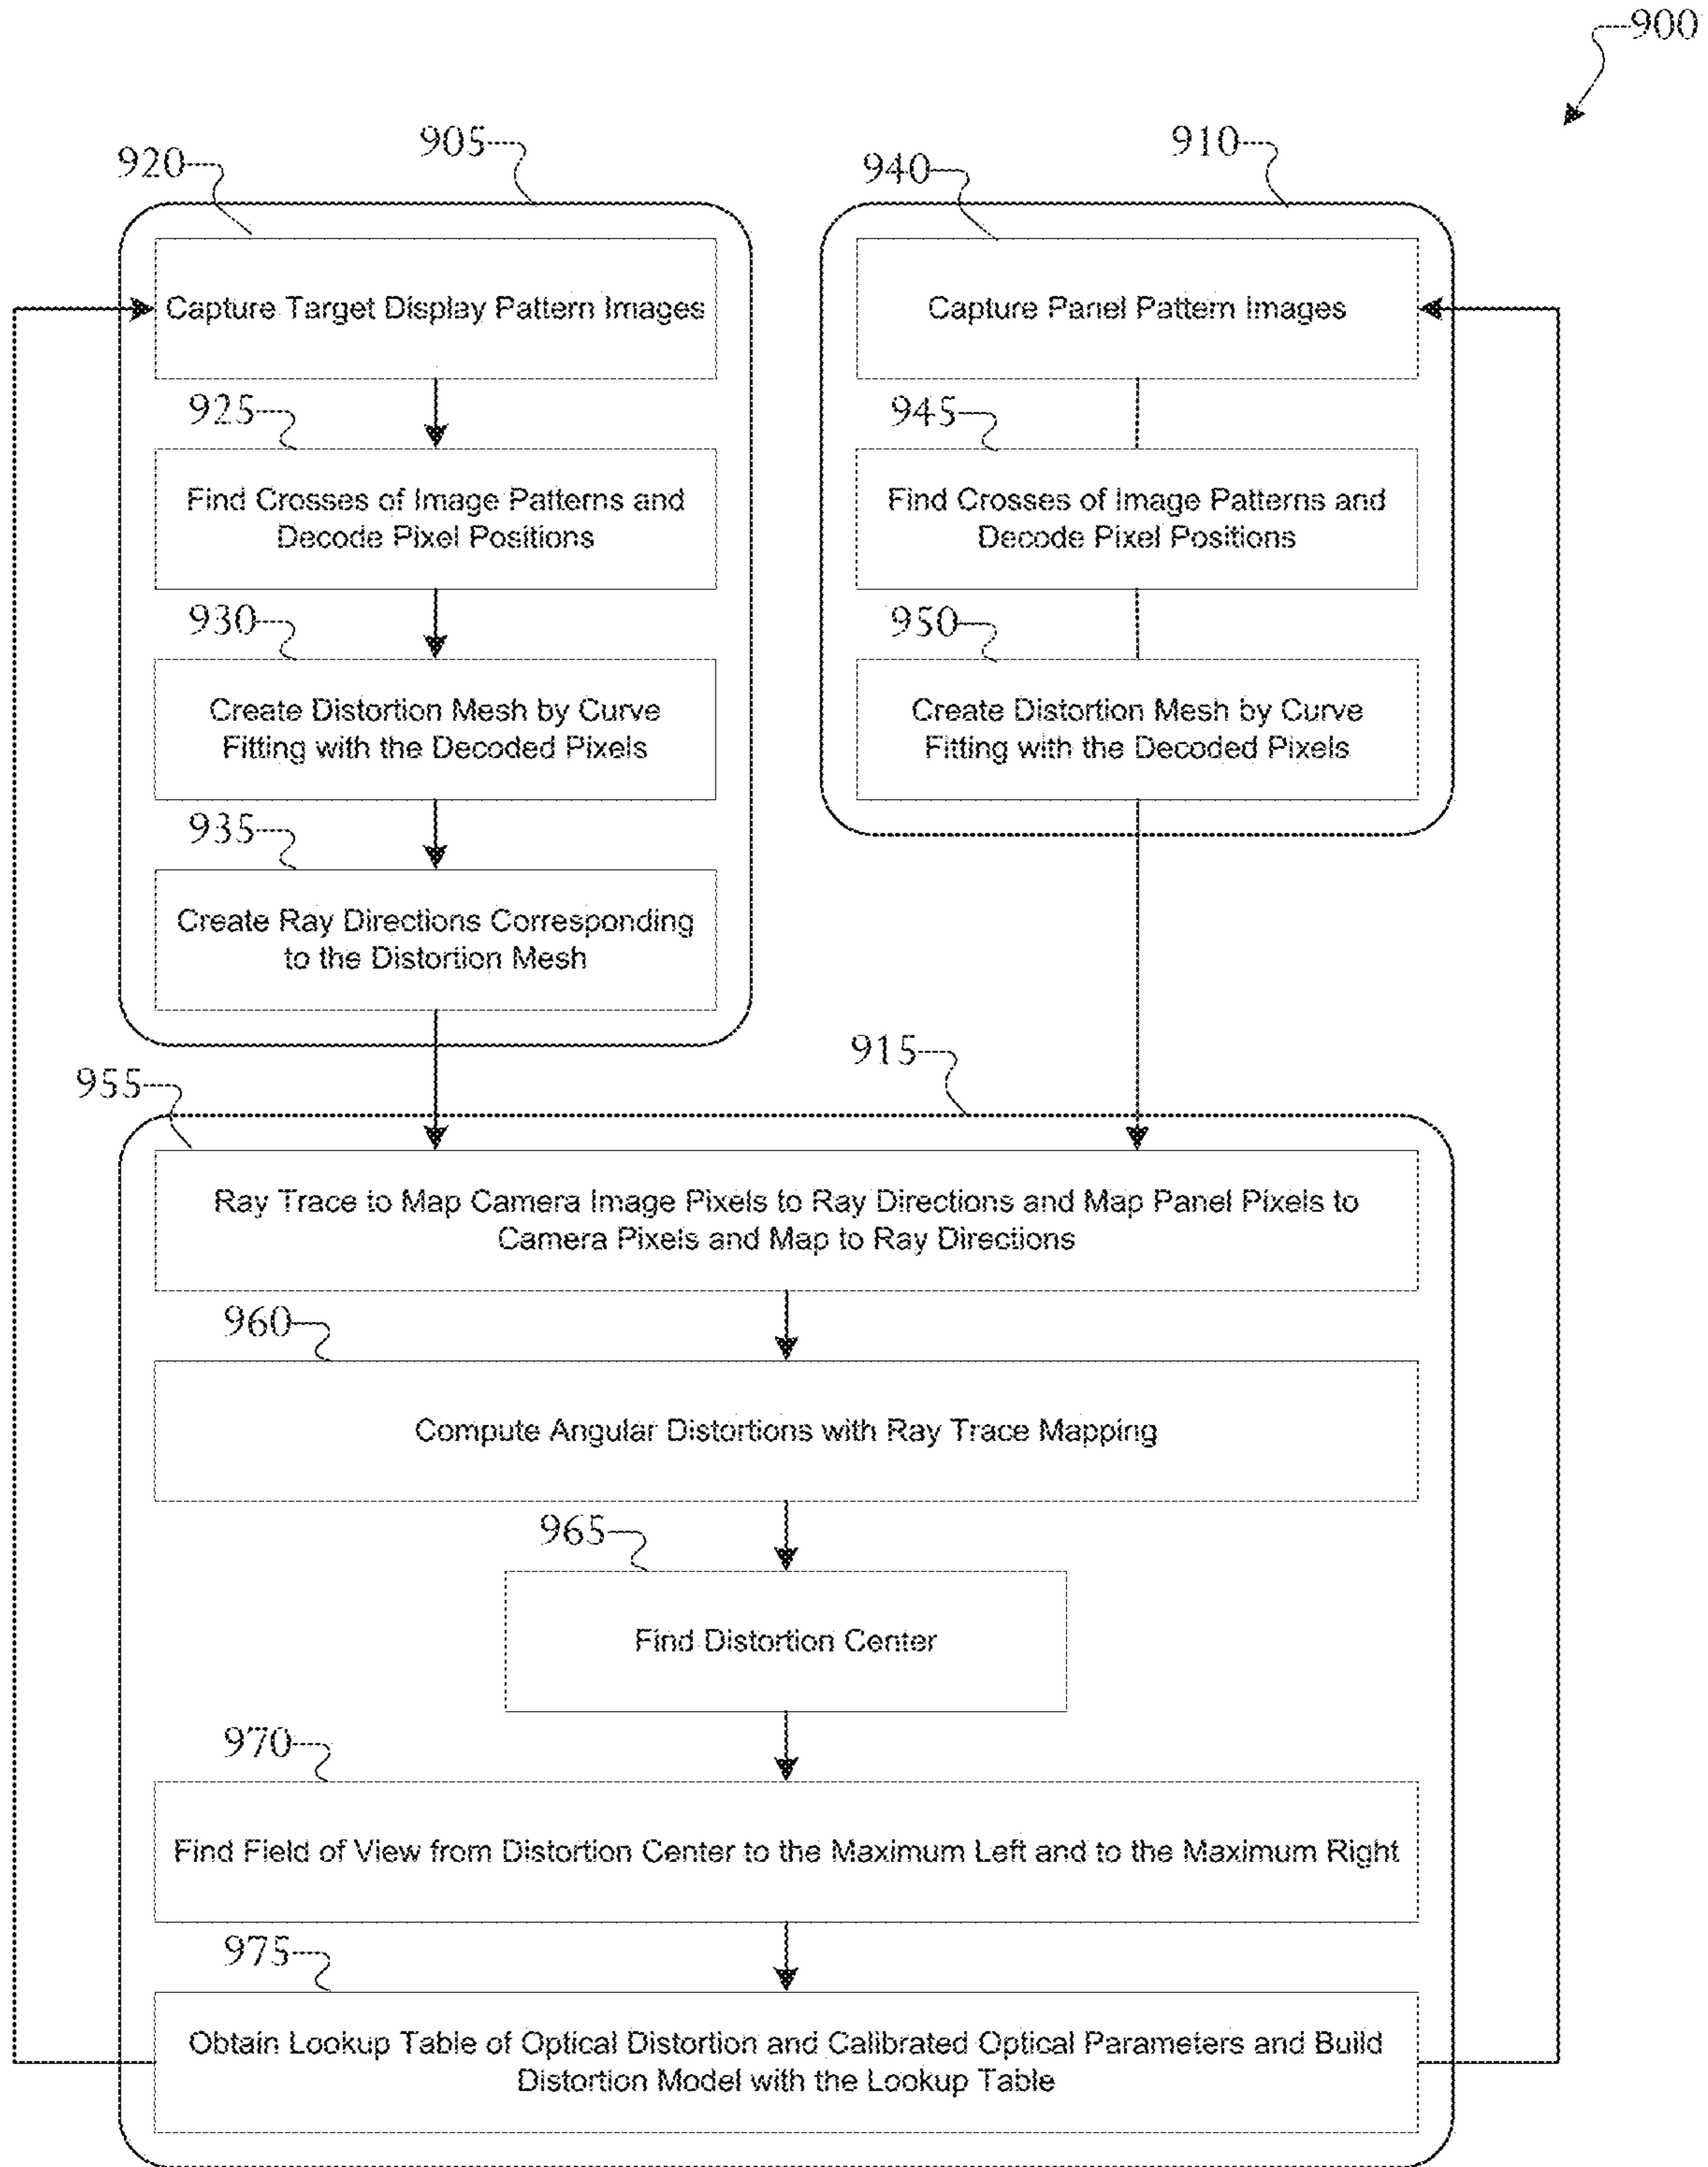 900
905
910
920
940
Capture Target Display Pattern Images
Capture Panel Pattern Images
925
945
Find Crosses of Image Patterns and
Decode Pixel Positions
Find Crosses of Image Patterns and
Decode Pixel Positions
930
950
Create Distortion Mesh by Curve
Fitting with the Decoded Pixels
Create Distortion Mesh by Curve
Fitting with the Decoded Pixels
935
Create Ray Directions Corresponding
to the Distortion Mesh
915
955
Ray Trace to Map Camera Image Pixels to Ray Directions and Map Panel Pixels to
Camera Pixels and Map to Ray Directions
960
Compute Angular Distortions with Ray Trace Mapping
965
Find Distortion Center
970
Find Field of View from Distortion Center to the Maximum Left and to the Maximum Right
975
Obtain Lookup Table of Optical Distortion and Calibrated Optical Parameters and Build
Distortion Model with the Lookup Table